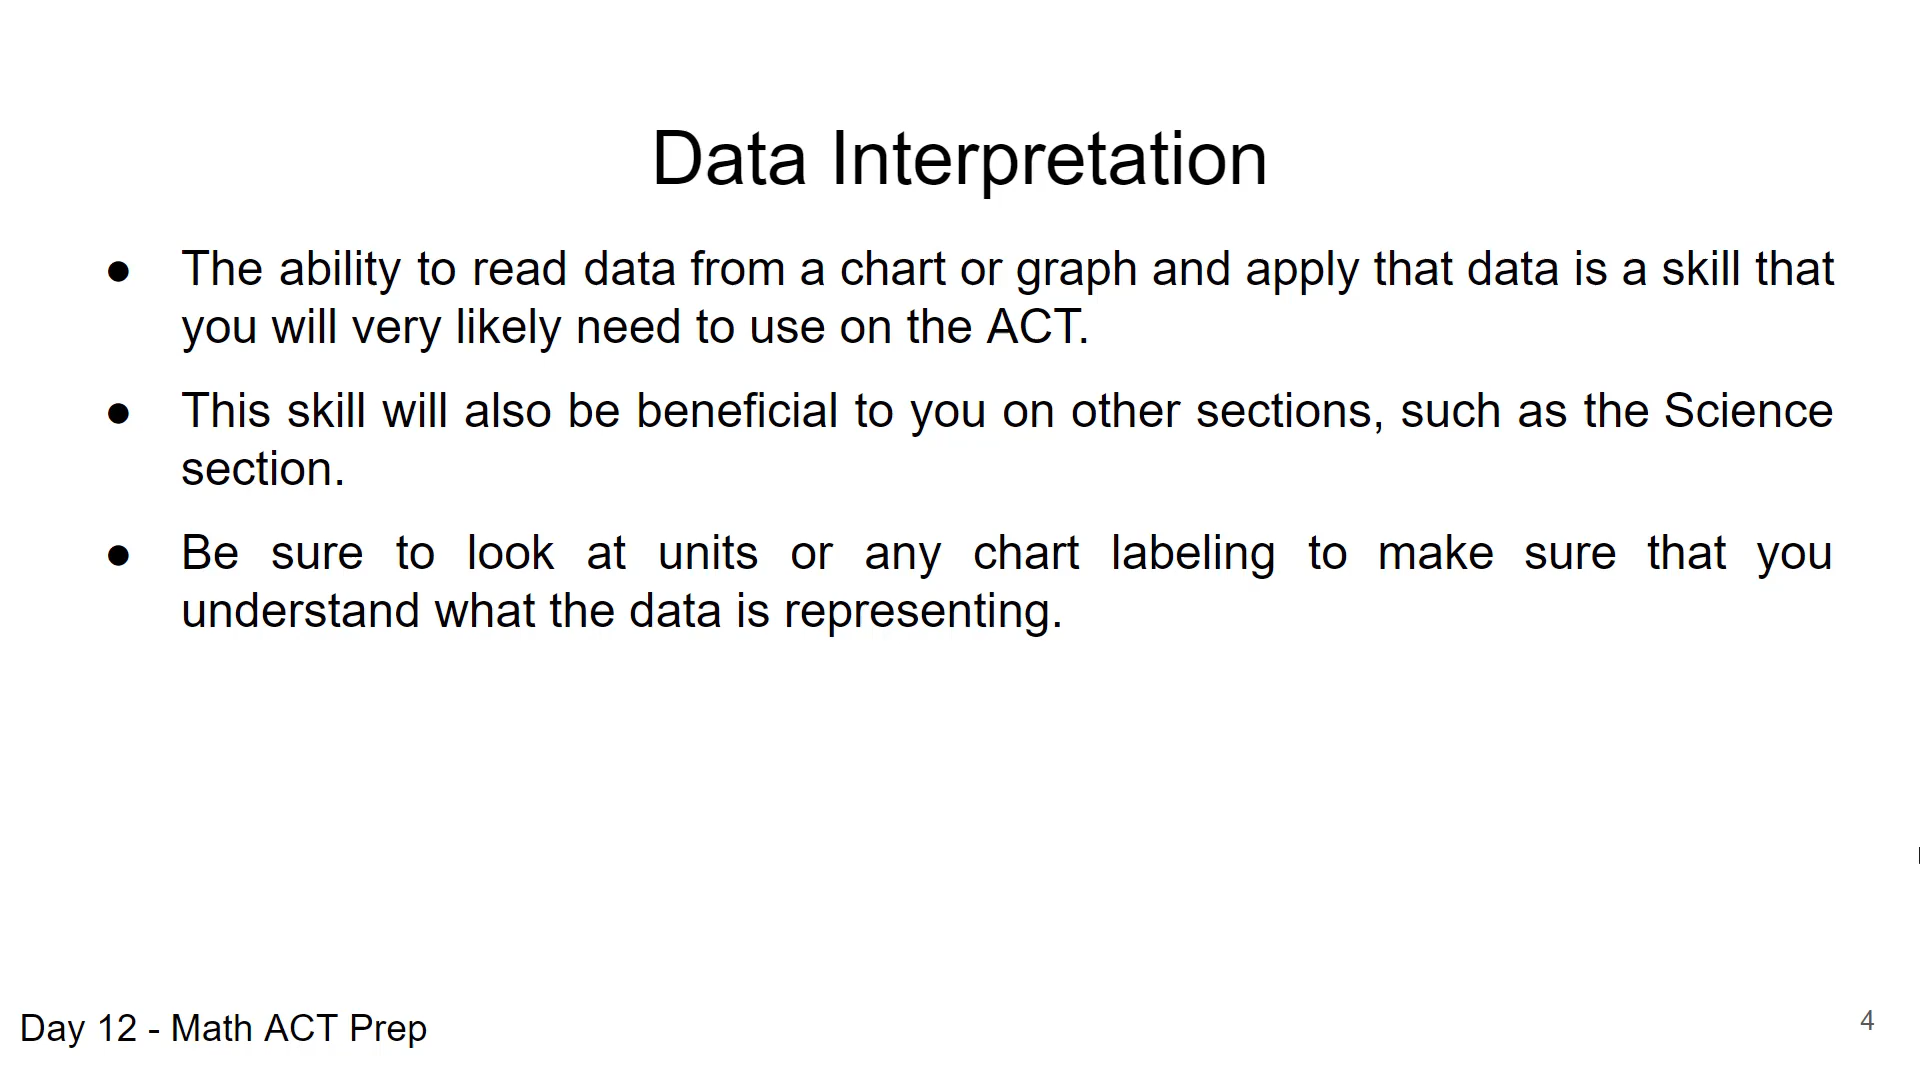 Data Interpretation
● The ability to read data from a chart or graph and apply that data is a skill that
you will very likely need to use on the ACT.
● This skill will also be beneficial to you on other sections, such as the Science
section.
● Be sure to look at units or any chart labeling to make sure that you
understand what the data is representing.
Day 12 - Math ACT Prep
4